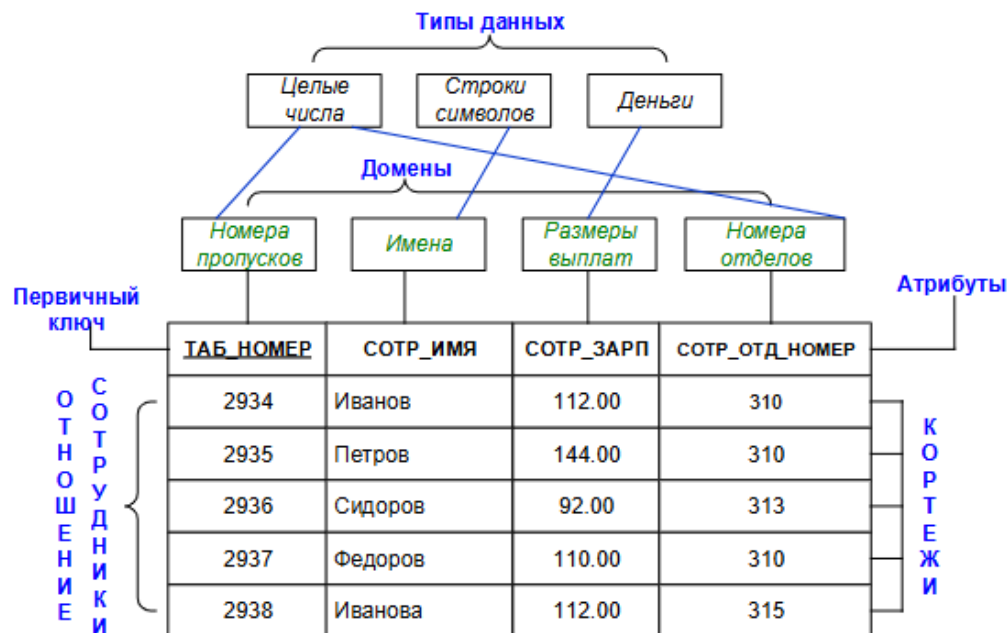 Типы данных
Целые
числа
Строки
символов
Деньги
Домены
Номера
пропусков
Имена
Размеры
выплат
Номера
отделов
Первичный
ключ
Атрибуты
ТАБ_НОМЕР СОТР_ИМЯ СОТР_ЗАРП СОТР_ОТД_НОМЕР
2934 Иванов 112.00 310
2935 Петров 144.00 310
2936 Сидоров 92.00 313
2937 Федоров 110.00 310
2938 Иванова 112.00 315
ОТНОШЕНИЕ
СОТРУДНИКИ
КОРТЕЖИ